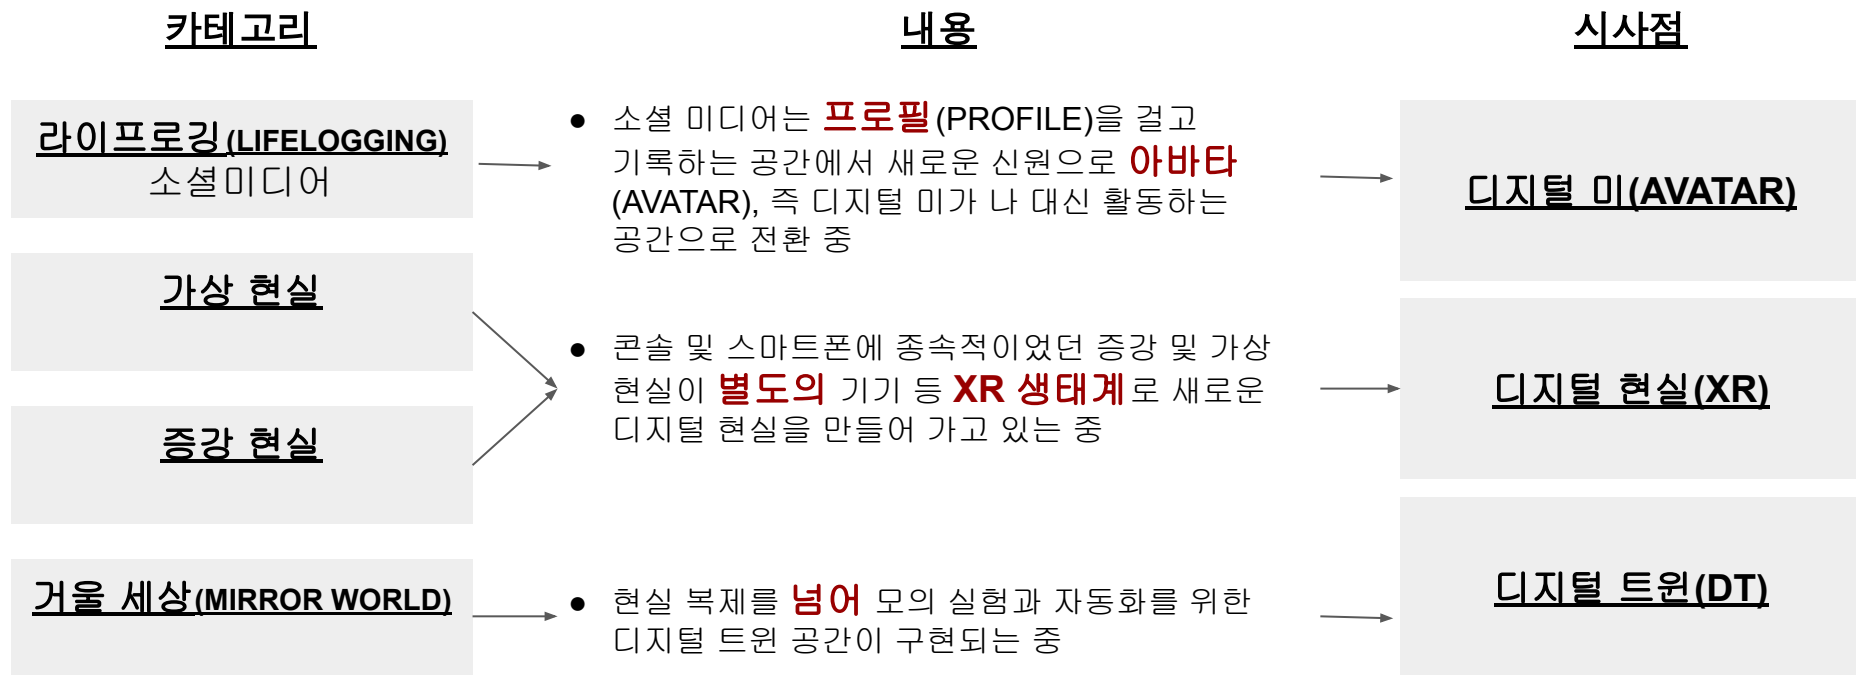 카테고리
내용
시사점
라이프로깅(LIFELOGGING)
소셜미디어
● 소셜 미디어는 프로필(PROFILE)을 걸고
기록하는 공간에서 새로운 신원으로 아바타
(AVATAR), 즉 디지털 미가 나 대신 활동하는
공간으로 전환 중
디지털 미(AVATAR)
가상 현실
증강 현실
● 콘솔 및 스마트폰에 종속적이었던 증강 및 가상
현실이 별도의 기기 등 XR 생태계로 새로운
디지털 현실을 만들어 가고 있는 중
디지털 현실(XR)
거울 세상(MIRROR WORLD)
● 현실 복제를 넘어 모의 실험과 자동화를 위한
디지털 트윈 공간이 구현되는 중
디지털 트윈(DT)